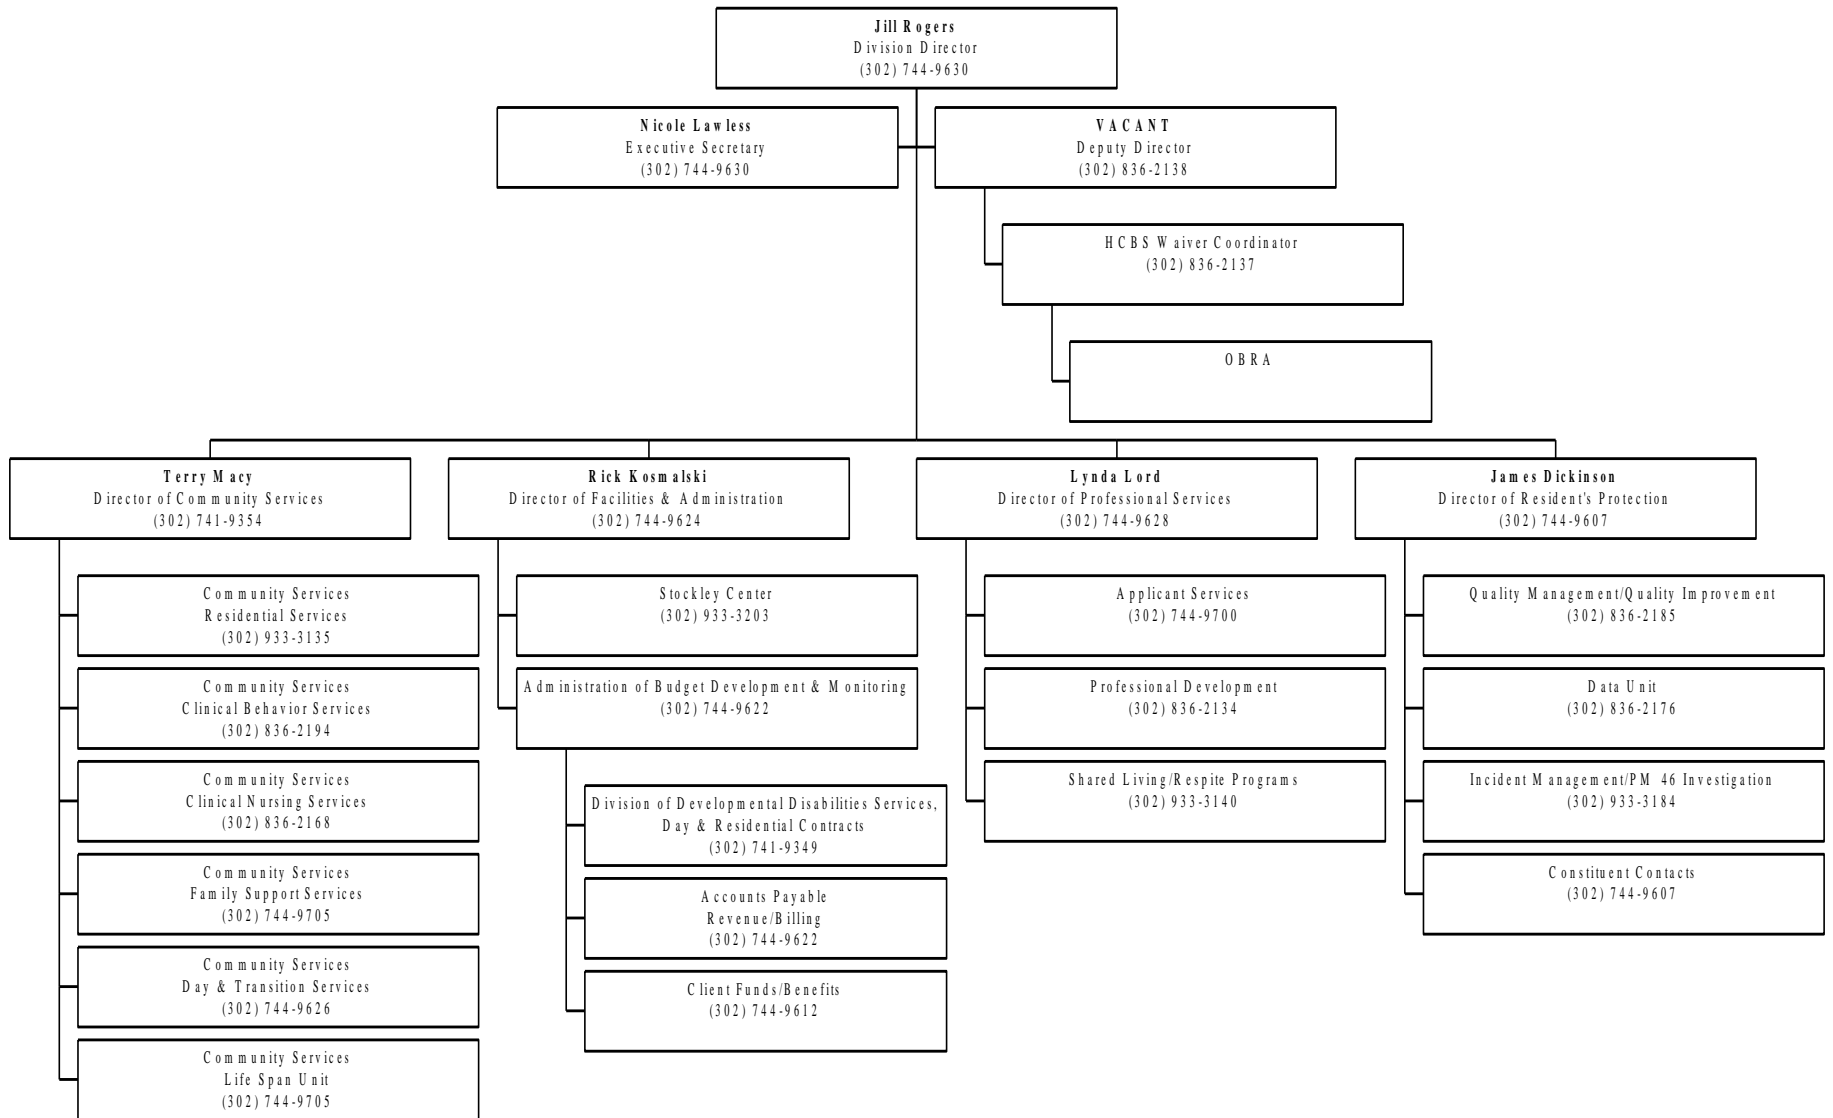 Jill Rogers
Division Director
(302) 744-9630
Nicole Lawless
Executive Secretary
(302) 744-9630
VACANT
Deputy Director
(302) 836-2138
HCBS Waiver Coordinator
(302) 836-2137
OBRA
Terry Macy
Director of Community Services
(302) 741-9354
Community Services
Residential Services
(302) 933-3135
Community Services
Clinical Behavior Services
(302) 836-2194
Community Services
Clinical Nursing Services
(302) 836-2168
Community Services
Family Support Services
(302) 744-9705
Community Services
Day & Transition Services
(302) 744-9626
Community Services
Life Span Unit
(302) 744-9705
Rick Kosmalski
Director of Facilities & Administration
(302) 744-9624
Stockley Center
(302) 933-3203
Administration of Budget Development & Monitoring
(302) 744-9622
Division of Developmental Disabilities Services,
Day & Residential Contracts
(302) 741-9349
Accounts Payable
Revenue/Billing
(302) 744-9622
Client Funds/Benefits
(302) 744-9612
Lynda Lord
Director of Professional Services
(302) 744-9628
Applicant Services
(302) 744-9700
Professional Development
(302) 836-2134
Shared Living/Respite Programs
(302) 933-3140
James Dickinson
Director of Resident's Protection
(302) 744-9607
Quality Management/Quality Improvement
(302) 836-2185
Data Unit
(302) 836-2176
Incident Management/PM 46 Investigation
(302) 933-3184
Constituent Contacts
(302) 744-9607